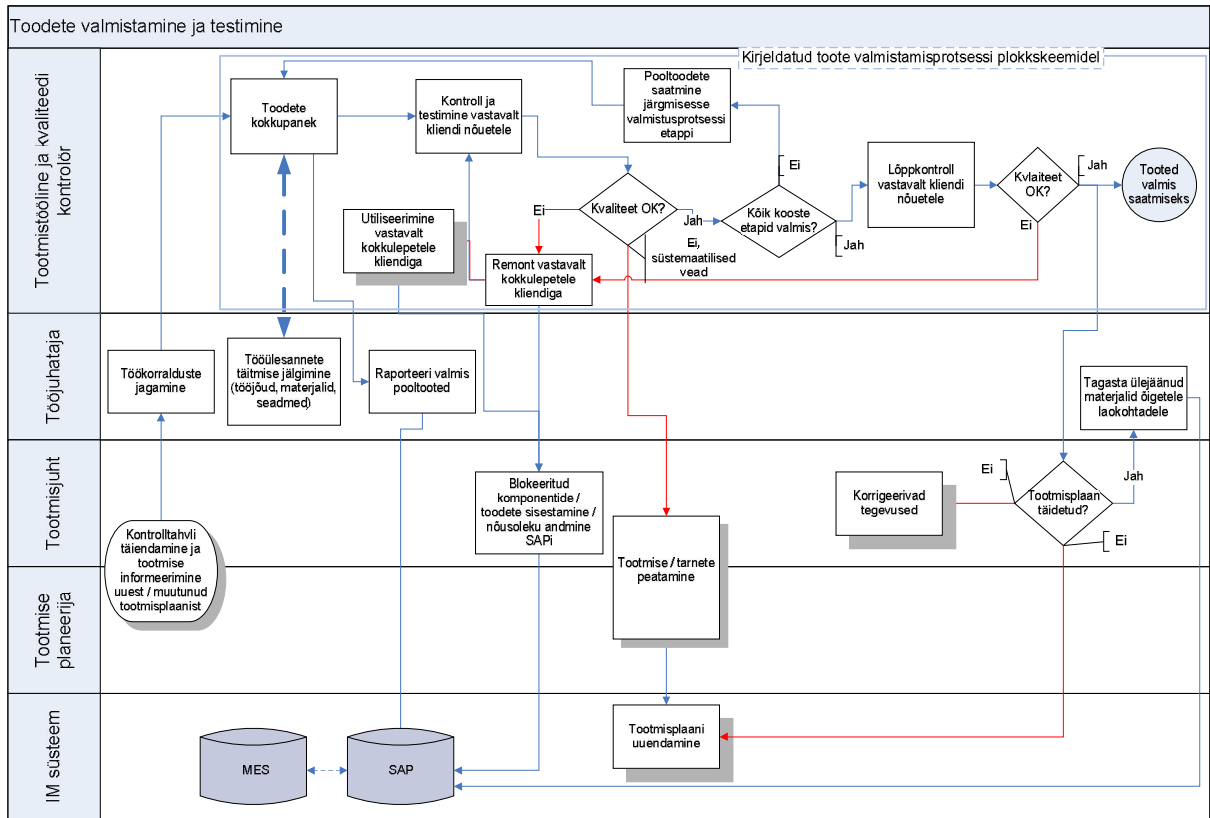 Toodete valmistamine ja testimine
Kirjeldatud toote valmistamisprotsessi plokkskeemidel
Tootmistööline ja kvaliteedi
kontrolör
Toodete
kokkupanek
Kontroll ja
testimine vastavalt
kliendi nõuetele
Pooltoodete
saatmine
järgmisesse
valmistusprotsessi
etappi
Ei
Kvaliteet OK?
Jah
Ei
Ei,
süstemaatilised
vead
Kõik kooste
etapid valmis?
Jah
Lõppkontroll
vastavalt kliendi
nõuetele
Kvlaiteet
OK?
Jah
Ei
Tooted
valmis
saatmiseks
Utiliseerimine
vastavalt
kokkulepetele
kliendiga
Remont vastavalt
kokkulepetele
kliendiga
Tööjuhataja
Töökorralduste
jagamine
Tööülesannete
täitmise jälgimine
(tööjõud, materjalid,
seadmed)
Raporteeri valmis
pooltooted
Tagasta ülejäänud
materjalid õigetele
laokohtadele
Tootmisjuht
Kontrolltahvli
täiendamine ja
tootmise
informeerimine
uuest / muutunud
tootmisplaanist
Blokeeritud
komponentide /
toodete sisestamine /
nõusoleku andmine
SAPi
Tootmise / tarnete
peatamine
Korrigeerivad
tegevused
Ei
Tootmisplaan
täidetud?
Jah
Ei
Tootmise
planeerija
IM süsteem
MES
SAP
Tootmisplaani
uuendamine